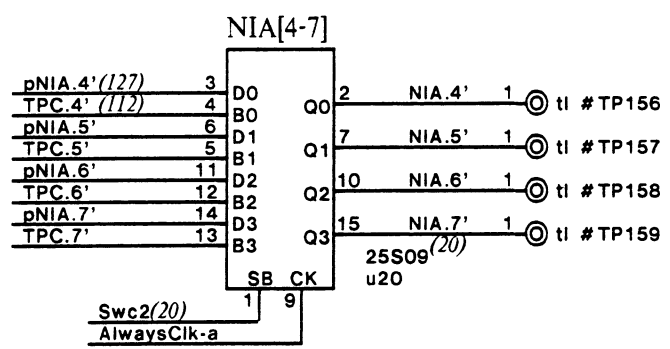 NIA[4-7]
pNIA.4'(127) 3 D0
TPC.4' (112) 4 B0 Q0 2 NIA.4' 1 tl #TP156
pNIA.5' 6 D1
TPC.5' 5 B1 Q1 7 NIA.5' 1 tl #TP157
pNIA.6' 11 D2
TPC.6' 12 B2 Q2 10 NIA.6' 1 tl #TP158
pNIA.7' 14 D3
TPC.7' 13 B3 Q3 15 NIA.7' 1 tl #TP159
(20)
25S09
u20
SB CK
1 9
Swc2(20)
AlwaysClk-a